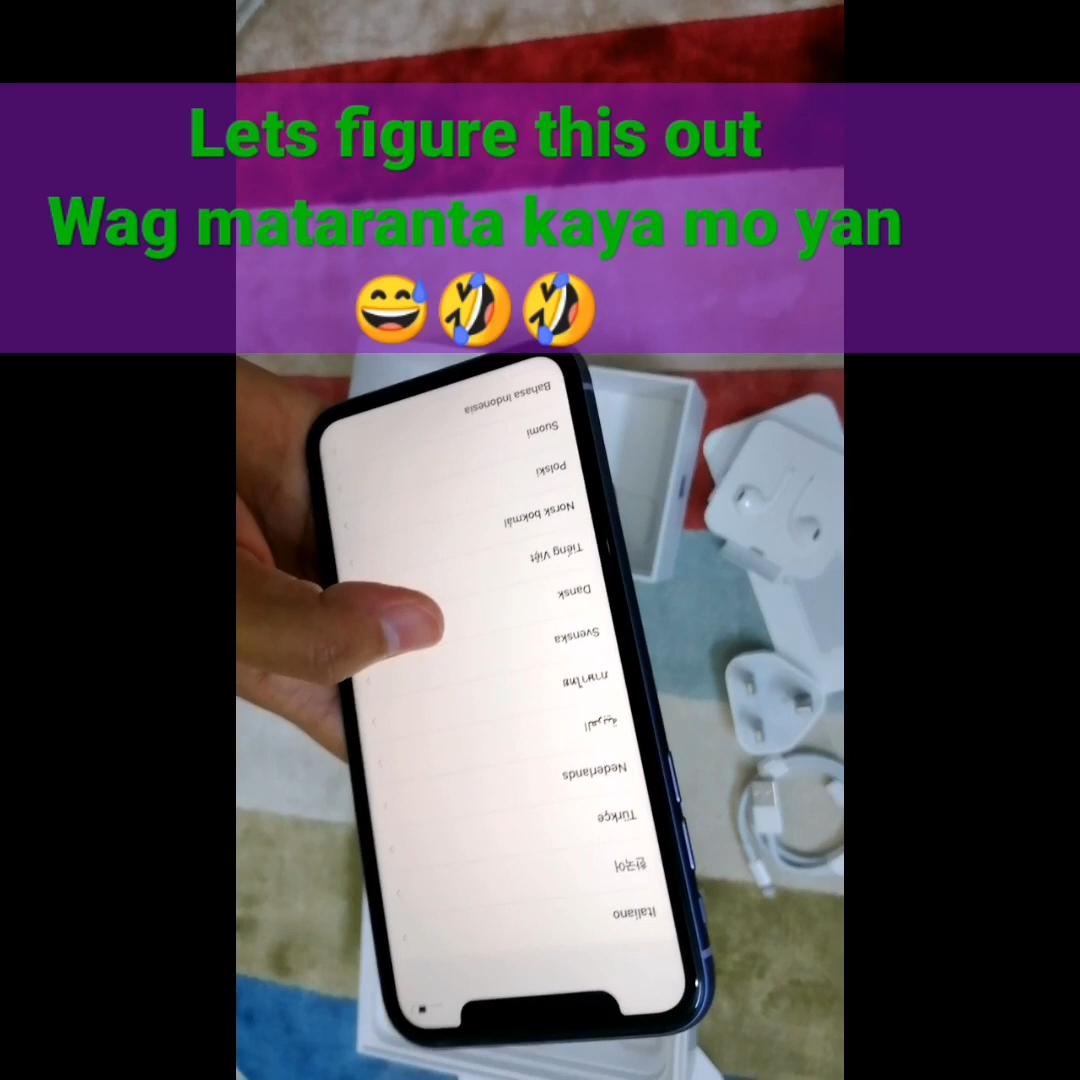 Lets figure this out
Wag mataranta kaya mo yan
😅🤣🤣
Italiano
한국어
Türkçe
Nederlands
العربية
ภาษาไทย
Svenska
Dansk
Tiếng Việt
Norsk bokmål
Polski
Suomi
Bahasa Indonesia